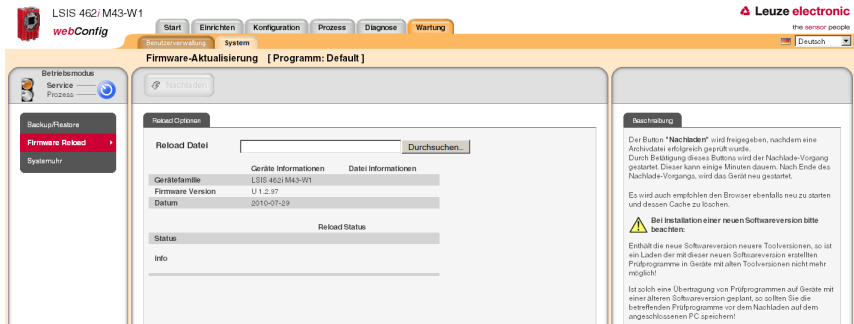 LSIS 462i M43-W1
webConfig
Leuze electronic
the sensor people
Start Einrichten Konfiguration Prozess Diagnose Wartung
Benutzerverwaltung System
Deutsch
Firmware-Aktualisierung [ Programm: Default ]
Betriebsmodus
Service
Prozess
Nachladen
Backup/Restore
Firmware Reload
Systemuhr
Reload Optionen
Reload Datei
Durchsuchen...
Geräte Informationen Datei Informationen
Gerätefamilie LSIS 462i M43-W1
Firmware Version U 1.2.97
Datum 2010-07-29
Reload Status
Status
Info
Beschreibung
Der Button "Nachladen" wird freigegeben, nachdem eine
Archivdatei erfolgreich geprüft wurde.
Durch Betätigung dieses Buttons wird der Nachlade-Vorgang
gestartet. Dieser kann einige Minuten dauern. Nach Ende des
Nachlade-Vorgangs, wird das Gerät neu gestartet.
Es wird auch empfohlen den Browser ebenfalls neu zu starten
und dessen Cache zu löschen.
Bei Installation einer neuen Softwareversion bitte
beachten:
Enthält die neue Softwareversion neuere Toolversionen, so ist
ein Laden der mit dieser neuen Softwareversion erstellten
Prüfprogramme in Geräte mit alten Toolversionen nicht mehr
möglich!
Ist solch eine Übertragung von Prüfprogrammen auf Geräte mit
einer älteren Softwareversion geplant, so sollten Sie die
betreffenden Prüfprogramme vor dem Nachladen auf dem
angeschlossenen PC speichern!